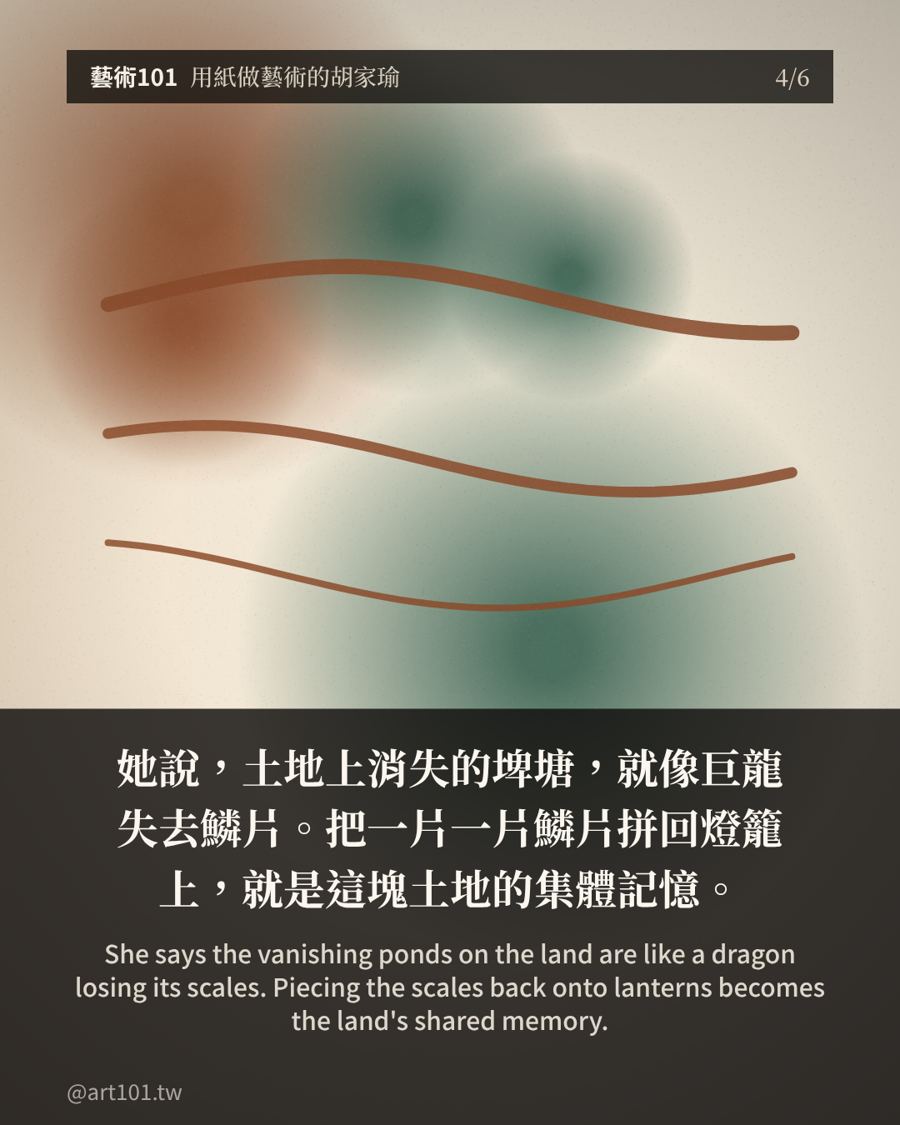 藝術101 用紙做藝術的胡家瑜 4/6
她說，土地上消失的埤塘，就像巨龍
失去鱗片。把一片一片鱗片拼回燈籠
上，就是這塊土地的集體記憶。
She says the vanishing ponds on the land are like a dragon
losing its scales. Piecing the scales back onto lanterns becomes
the land's shared memory.
@art101.tw